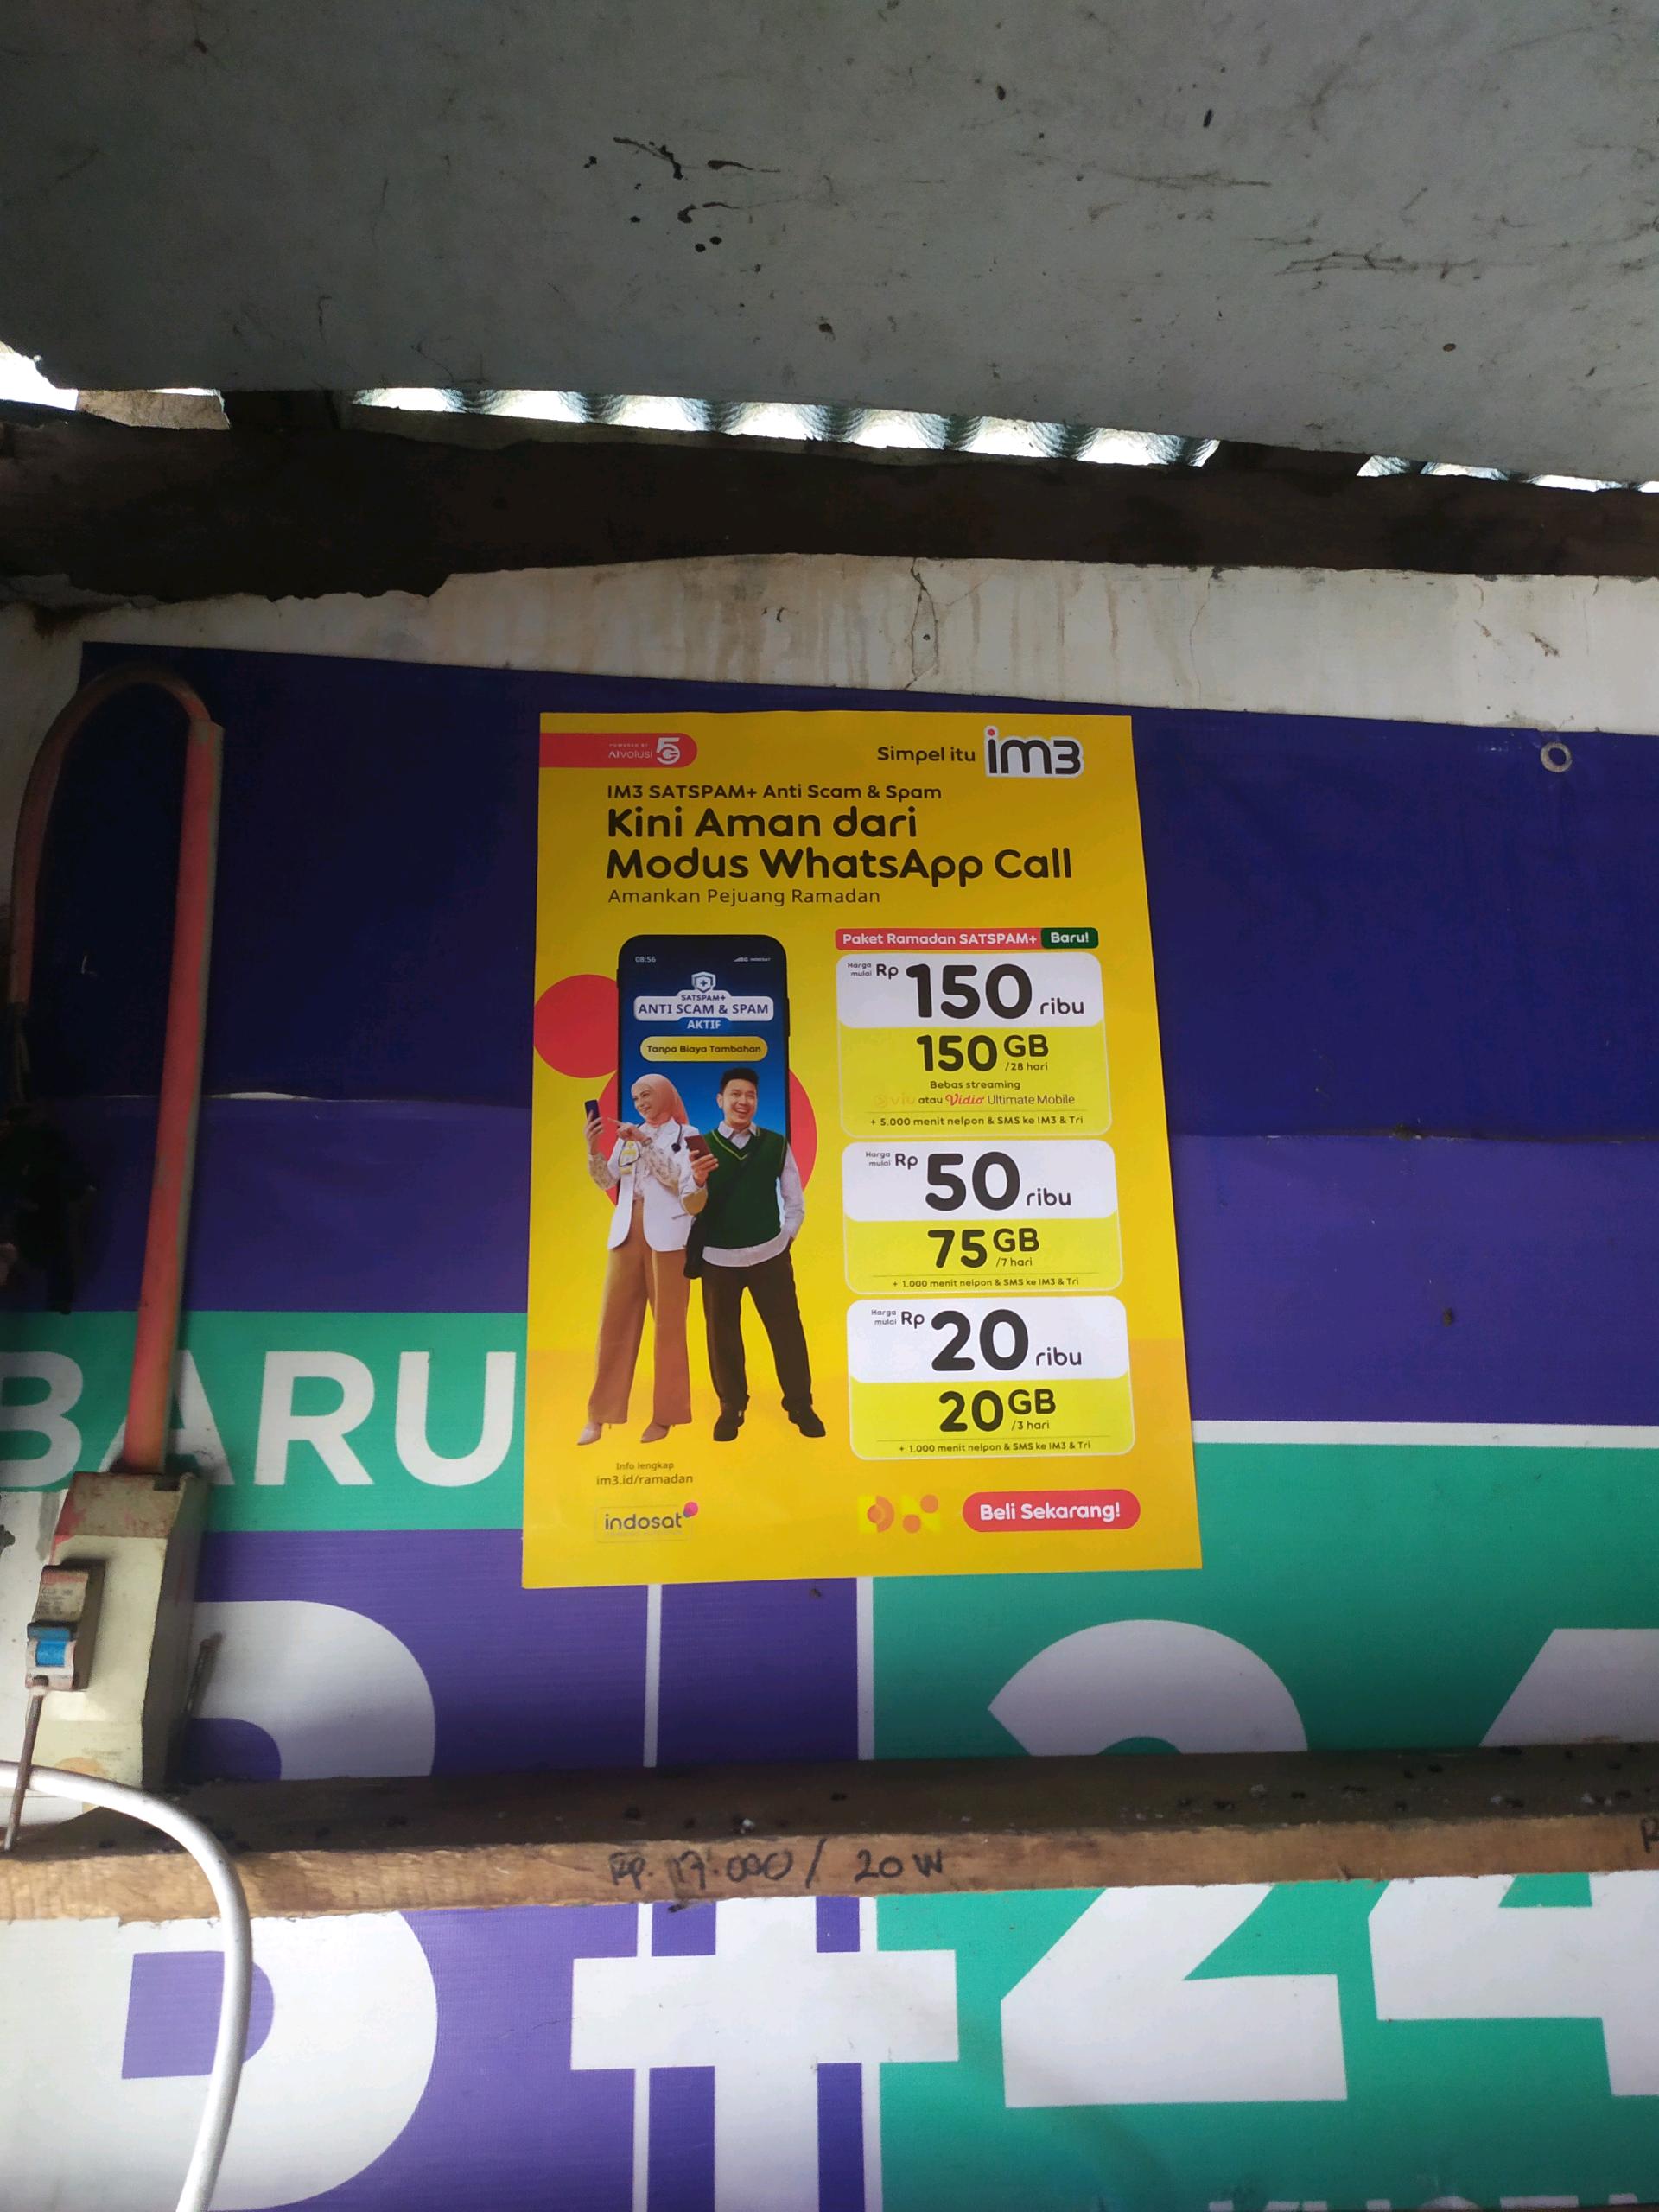 POWERED BY
AIvolusi5G
Simpel itu im3
IM3 SATSPAM+ Anti Scam & Spam
Kini Aman dari
Modus WhatsApp Call
Amankan Pejuang Ramadan
08:56
SATSPAM+
ANTI SCAM & SPAM
AKTIF
Tanpa Biaya Tambahan
Paket Ramadan SATSPAM+ Baru!
Harga mulai Rp 150 ribu
150 GB /28 hari
Bebas streaming
viu atau Vidio Ultimate Mobile
+ 5.000 menit nelpon & SMS ke IM3 & Tri
Harga mulai Rp 50 ribu
75 GB /7 hari
+ 1.000 menit nelpon & SMS ke IM3 & Tri
Harga mulai Rp 20 ribu
20 GB /3 hari
+ 1.000 menit nelpon & SMS ke IM3 & Tri
Info lengkap
im3.id/ramadan
indosat
Beli Sekarang!
BARU
Rp. 17.000 / 20 W
24